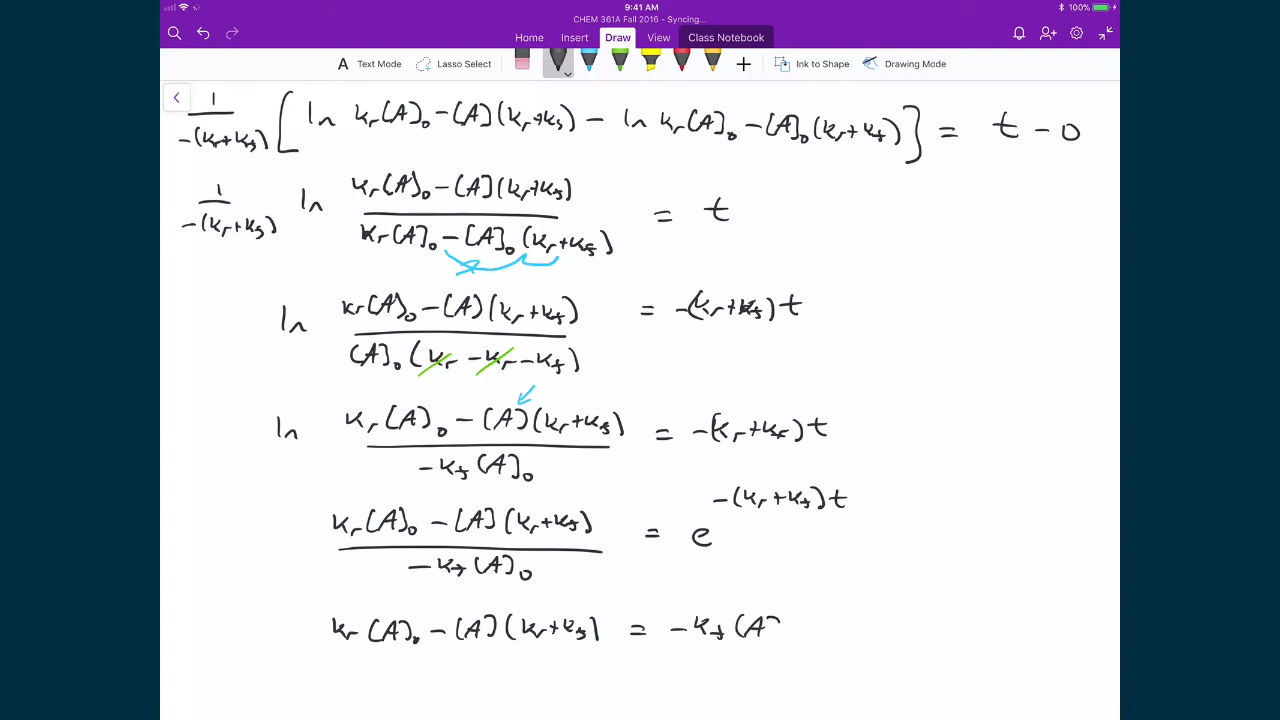 9:41 AM
100%
CHEM 361A Fall 2016 - Syncing...
Home Insert Draw View Class Notebook
A Text Mode Lasso Select Ink to Shape Drawing Mode
1/-(kr+kf) [ln kr[A]₀ - [A](kr+kf) - ln kr[A]₀ - [A]₀(kr+kf)] = t - 0
1/-(kr+kf) ln (kr[A]₀ - [A](kr+kf))/(kr[A]₀ - [A]₀(kr+kf)) = t
ln (kr[A]₀ - [A](kr+kf))/([A]₀(kr - kr - kf)) = -(kr+kf)t
ln (kr[A]₀ - [A](kr+kf))/(-kf[A]₀) = -(kr+kf)t
(kr[A]₀ - [A](kr+kf))/(-kf[A]₀) = e^(-(kr+kf)t)
kr[A]₀ - [A](kr+kf) = -kf[A]